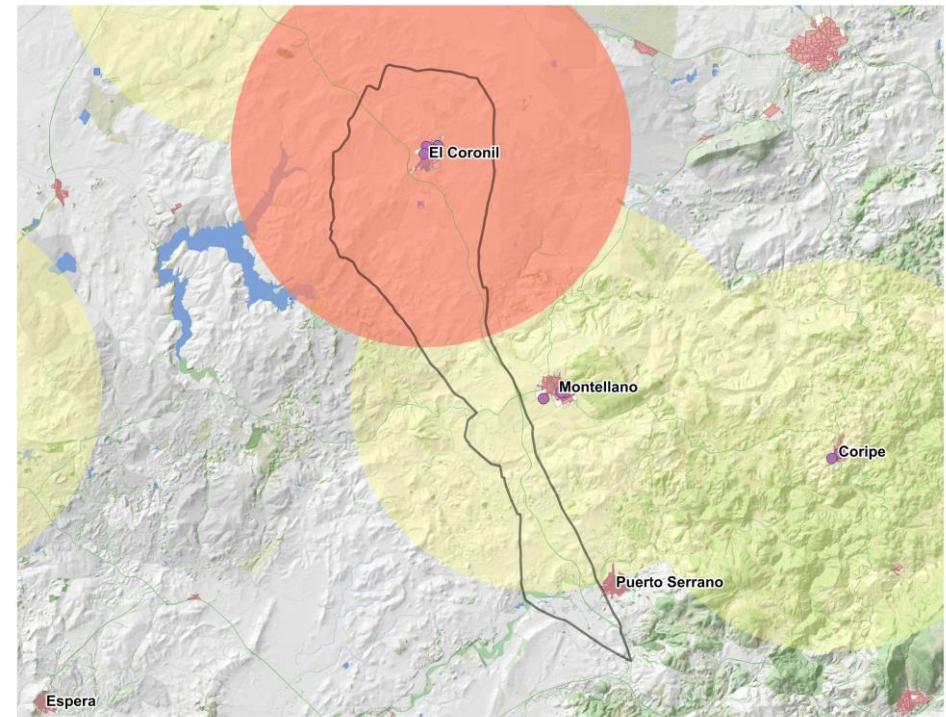 El Coronil
Montellano
Coripe
Puerto Serrano
Espera